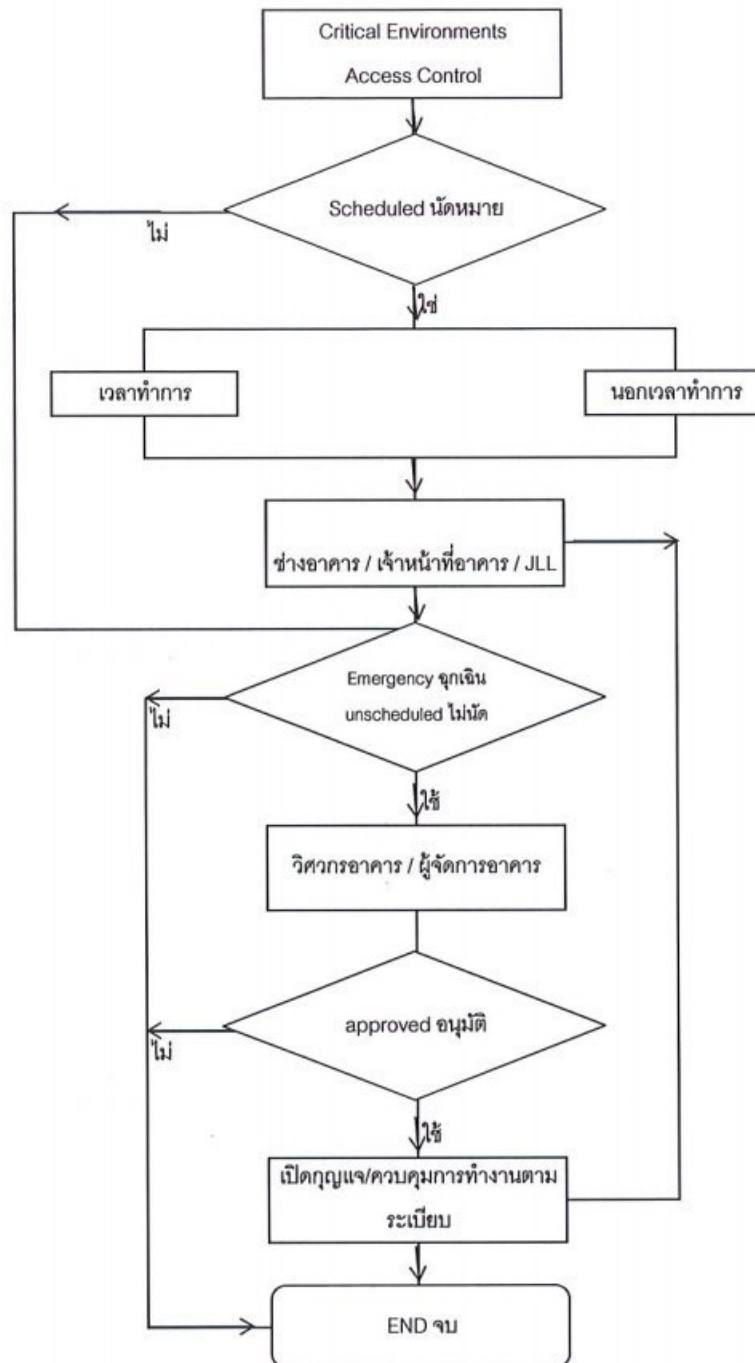 Critical Environments
Access Control
Scheduled นัดหมาย
ไม่
ใช่
เวลาทำการ
นอกเวลาทำการ
ช่างอาคาร / เจ้าหน้าที่อาคาร / JLL
Emergency ฉุกเฉิน
unscheduled ไม่นัด
ไม่
ใช้
วิศวกรอาคาร / ผู้จัดการอาคาร
approved อนุมัติ
ไม่
ใช้
เปิดกุญแจ/ควบคุมการทำงานตาม
ระเบียบ
END จบ